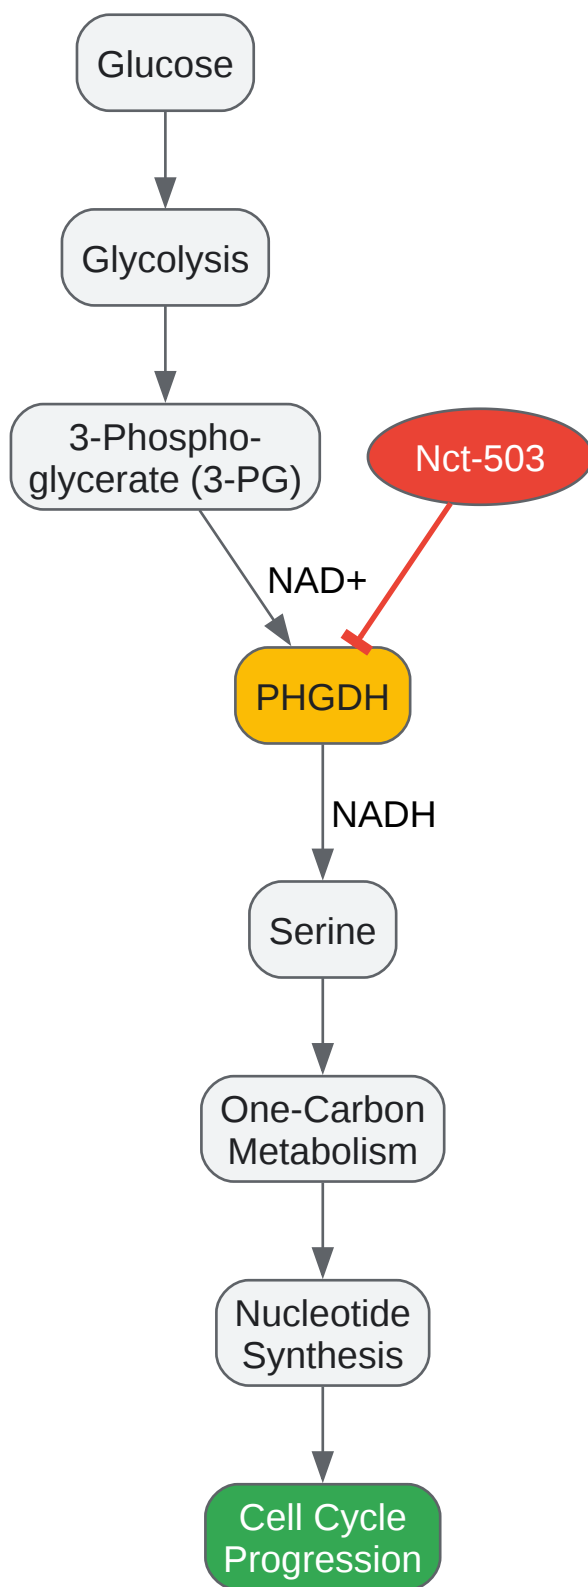 Glucose
Glycolysis
3-Phospho-
glycerate (3-PG)
Nct-503
NAD+
PHGDH
NADH
Serine
One-Carbon
Metabolism
Nucleotide
Synthesis
Cell Cycle
Progression